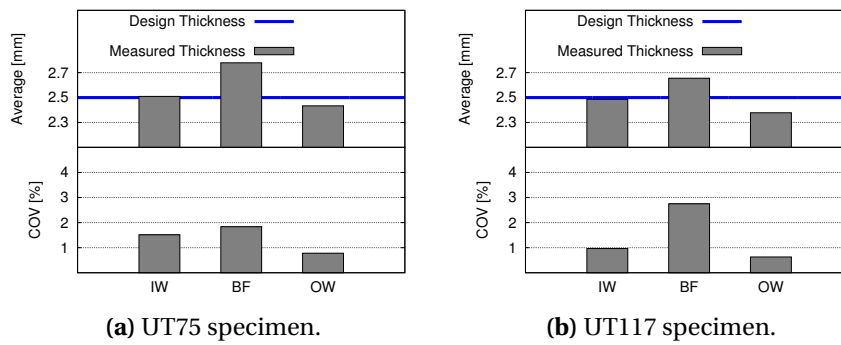 Design Thickness
Measured Thickness
Average [mm]
2.7
2.5
2.3
COV [%]
4
3
2
1
IW BF OW
(a) UT75 specimen.
Design Thickness
Measured Thickness
Average [mm]
2.7
2.5
2.3
COV [%]
4
3
2
1
IW BF OW
(b) UT117 specimen.